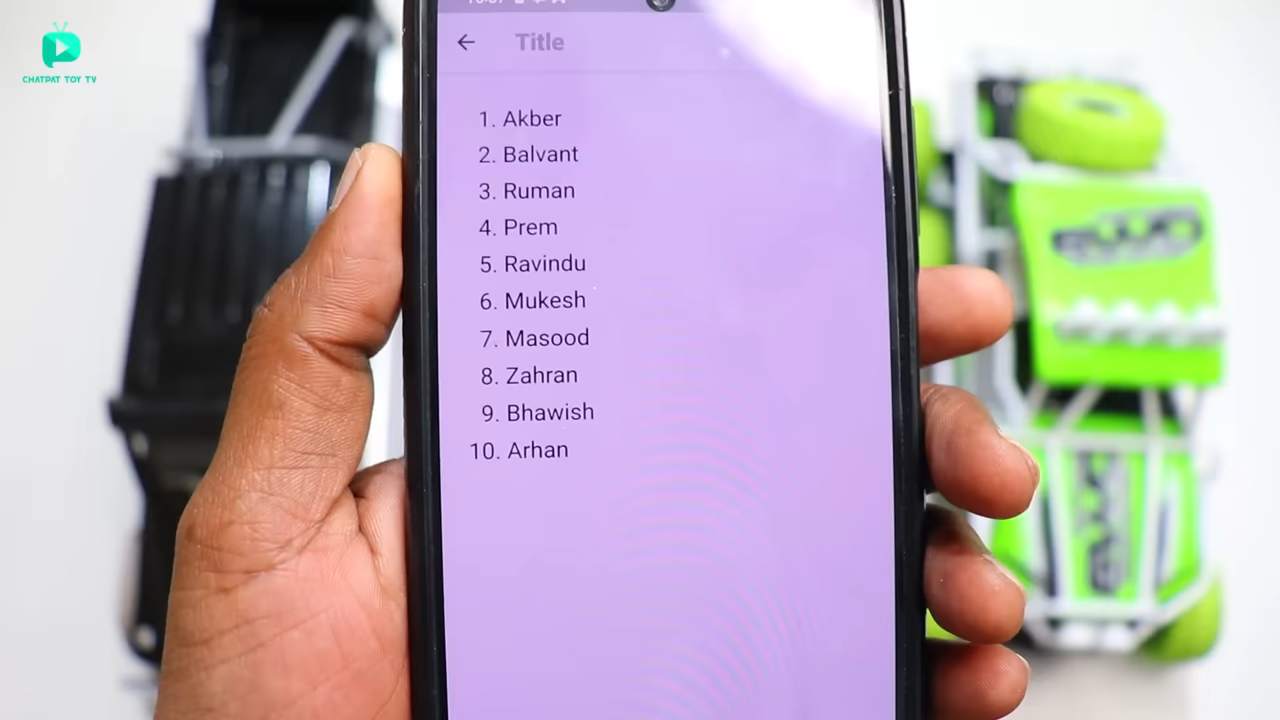 CHATPAT TOY TV
Title
1. Akber
2. Balvant
3. Ruman
4. Prem
5. Ravindu
6. Mukesh
7. Masood
8. Zahran
9. Bhawish
10. Arhan